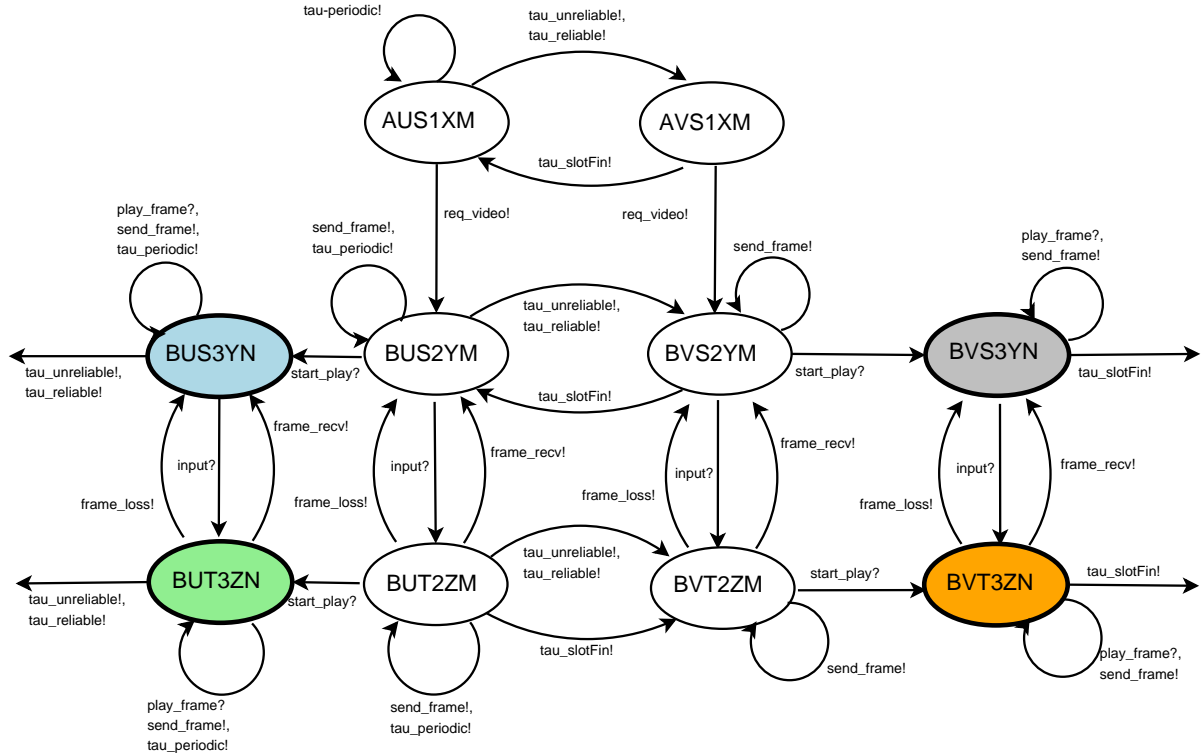 tau-periodic!
tau_unreliable!,
tau_reliable!
AUS1XM
AVS1XM
tau_slotFin!
req_video!
req_video!
play_frame?,
send_frame!,
tau_periodic!
send_frame!,
tau_periodic!
send_frame!
play_frame?,
send_frame!
tau_unreliable!,
tau_reliable!
BUS3YN
BUS2YM
BVS2YM
BVS3YN
tau_unreliable!,
tau_reliable!
start_play?
start_play?
tau_slotFin!
tau_slotFin!
frame_recv!
input?
frame_loss!
frame_recv!
input?
frame_loss!
frame_recv!
input?
frame_loss!
frame_recv!
input?
frame_loss!
tau_unreliable!,
tau_reliable!
BUT3ZN
BUT2ZM
BVT2ZM
BVT3ZN
tau_unreliable!,
tau_reliable!
start_play?
start_play?
tau_slotFin!
tau_slotFin!
play_frame?
send_frame!,
tau_periodic!
send_frame!,
tau_periodic!
send_frame!
play_frame?,
send_frame!